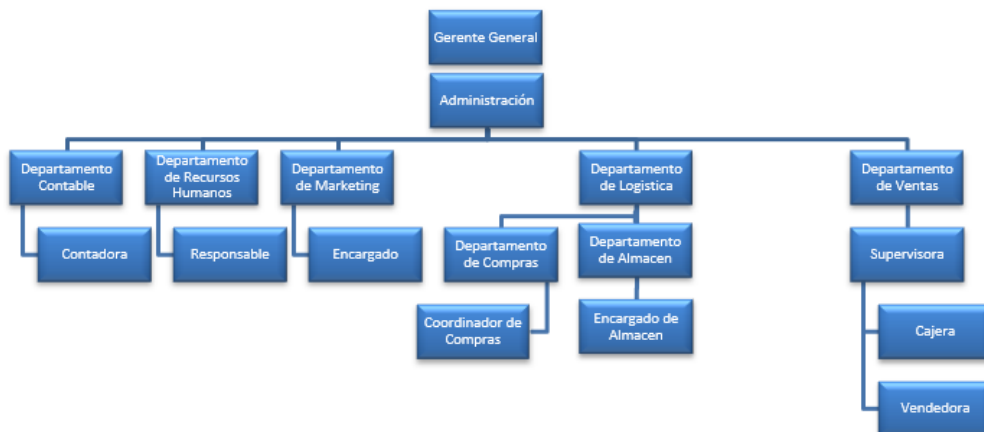 Gerente General
Administración
Departamento
Contable
Departamento
de Recursos
Humanos
Departamento
de Marketing
Departamento
de Logistica
Departamento
de Ventas
Contadora
Responsable
Encargado
Departamento
de Compras
Departamento
de Almacen
Supervisora
Coordinador de
Compras
Encargado de
Almacen
Cajera
Vendedora